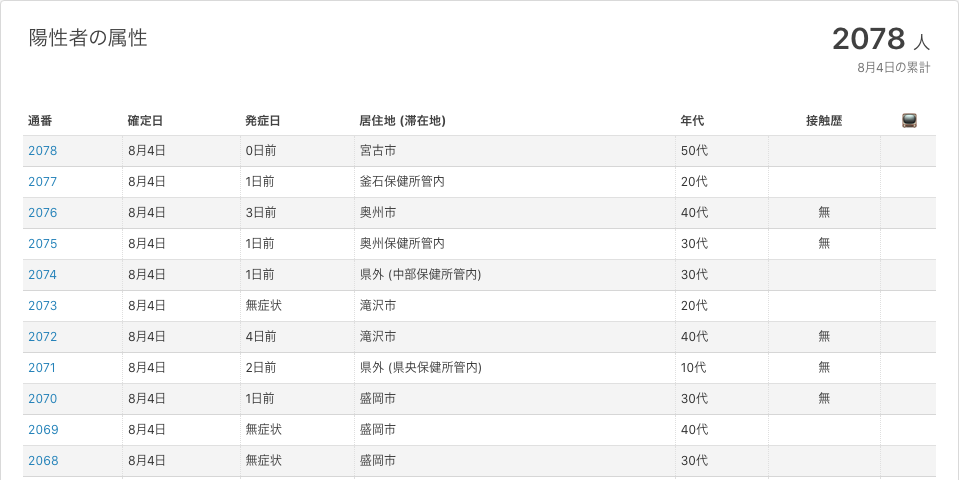 陽性者の属性
2078 人
8月4日の累計
通番 確定日 発症日 居住地 (滞在地) 年代 接触歴
2078 8月4日 0日前 宮古市 50代
2077 8月4日 1日前 釜石保健所管内 20代
2076 8月4日 3日前 奥州市 40代 無
2075 8月4日 1日前 奥州保健所管内 30代 無
2074 8月4日 1日前 県外 (中部保健所管内) 30代
2073 8月4日 無症状 滝沢市 20代
2072 8月4日 4日前 滝沢市 40代 無
2071 8月4日 2日前 県外 (県央保健所管内) 10代 無
2070 8月4日 1日前 盛岡市 30代 無
2069 8月4日 無症状 盛岡市 40代
2068 8月4日 無症状 盛岡市 30代